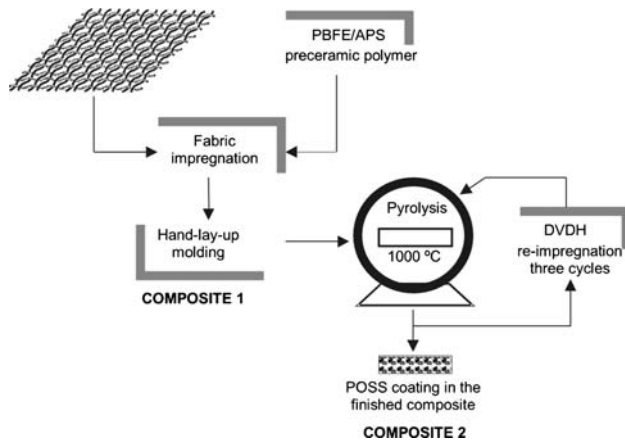 PBFE/APS
preceramic polymer
Fabric
impregnation
Hand-lay-up
molding
COMPOSITE 1
Pyrolysis
1000 ºC
DVDH
re-impregnation
three cycles
POSS coating in the
finished composite
COMPOSITE 2